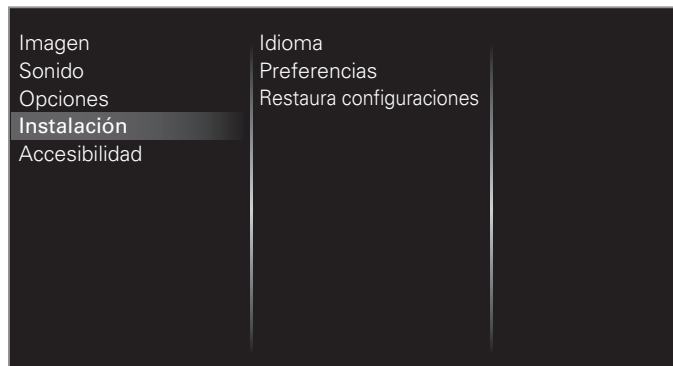 Imagen
Sonido
Opciones
Instalación
Accesibilidad
Idioma
Preferencias
Restaura configuraciones